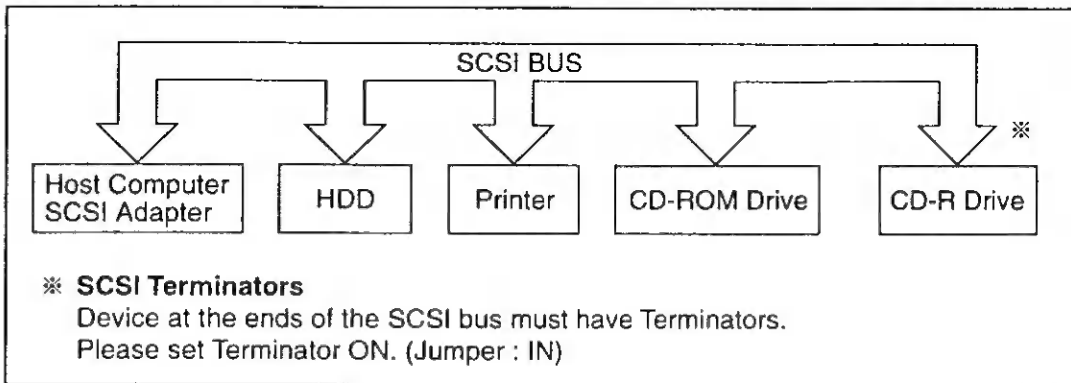 SCSI BUS
※
Host Computer
SCSI Adapter
HDD
Printer
CD-ROM Drive
CD-R Drive
※ SCSI Terminators
Device at the ends of the SCSI bus must have Terminators.
Please set Terminator ON. (Jumper : IN)